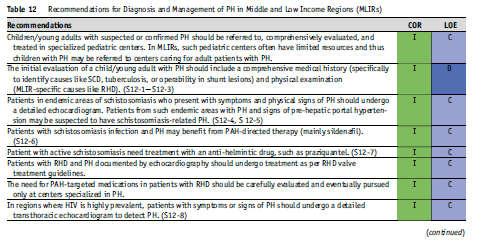 Table 12 Recommendations for Diagnosis and Management of PH in Middle and Low Income Regions (MLIRs)
Recommendations COR LOE
Children/young adults with suspected or confirmed PH should be referred to, comprehensively evaluated, and I C
treated in specialized pediatric centers. In MLIRs, such pediatric centers often have limited resources and thus
children with PH may be referred to centers caring for adult patients with PH.
The initial evaluation of a child/young adult with PH should include a comprehensive medical history (specifically I B
to identify causes like SCD, tuberculosis, or operability in shunt lesions) and physical examination
(MLIR-specific causes like RHD). (S12-1—S12-3)
Patients in endemic areas of schistosomiasis who present with symptoms and physical signs of PH should undergo I C
a detailed echocardiogram. Patients from such endemic areas with PH and signs of pre-hepatic portal hyperten-
sion may be suspected to have schistosomiasis-related PH. (S12-4, S 12-5)
Patients with schistosomiasis infection and PH may benefit from PAH-directed therapy (mainly sildenafil). I C
(S12-6)
Patient with active schistosomiasis need treatment with an anti-helmintic drug, such as praziquantel. (S12-7) I C
Patients with RHD and PH documented by echocardiography should undergo treatment as per RHD valve I C
treatment guidelines.
The need for PAH-targeted medications in patients with RHD should be carefully evaluated and eventually pursued I C
only at centers specialized in PH.
In regions where HIV is highly prevalent, patients with symptoms or signs of PH should undergo a detailed I C
transthoracic echocardiogram to detect PH. (S12-8)
(continued)